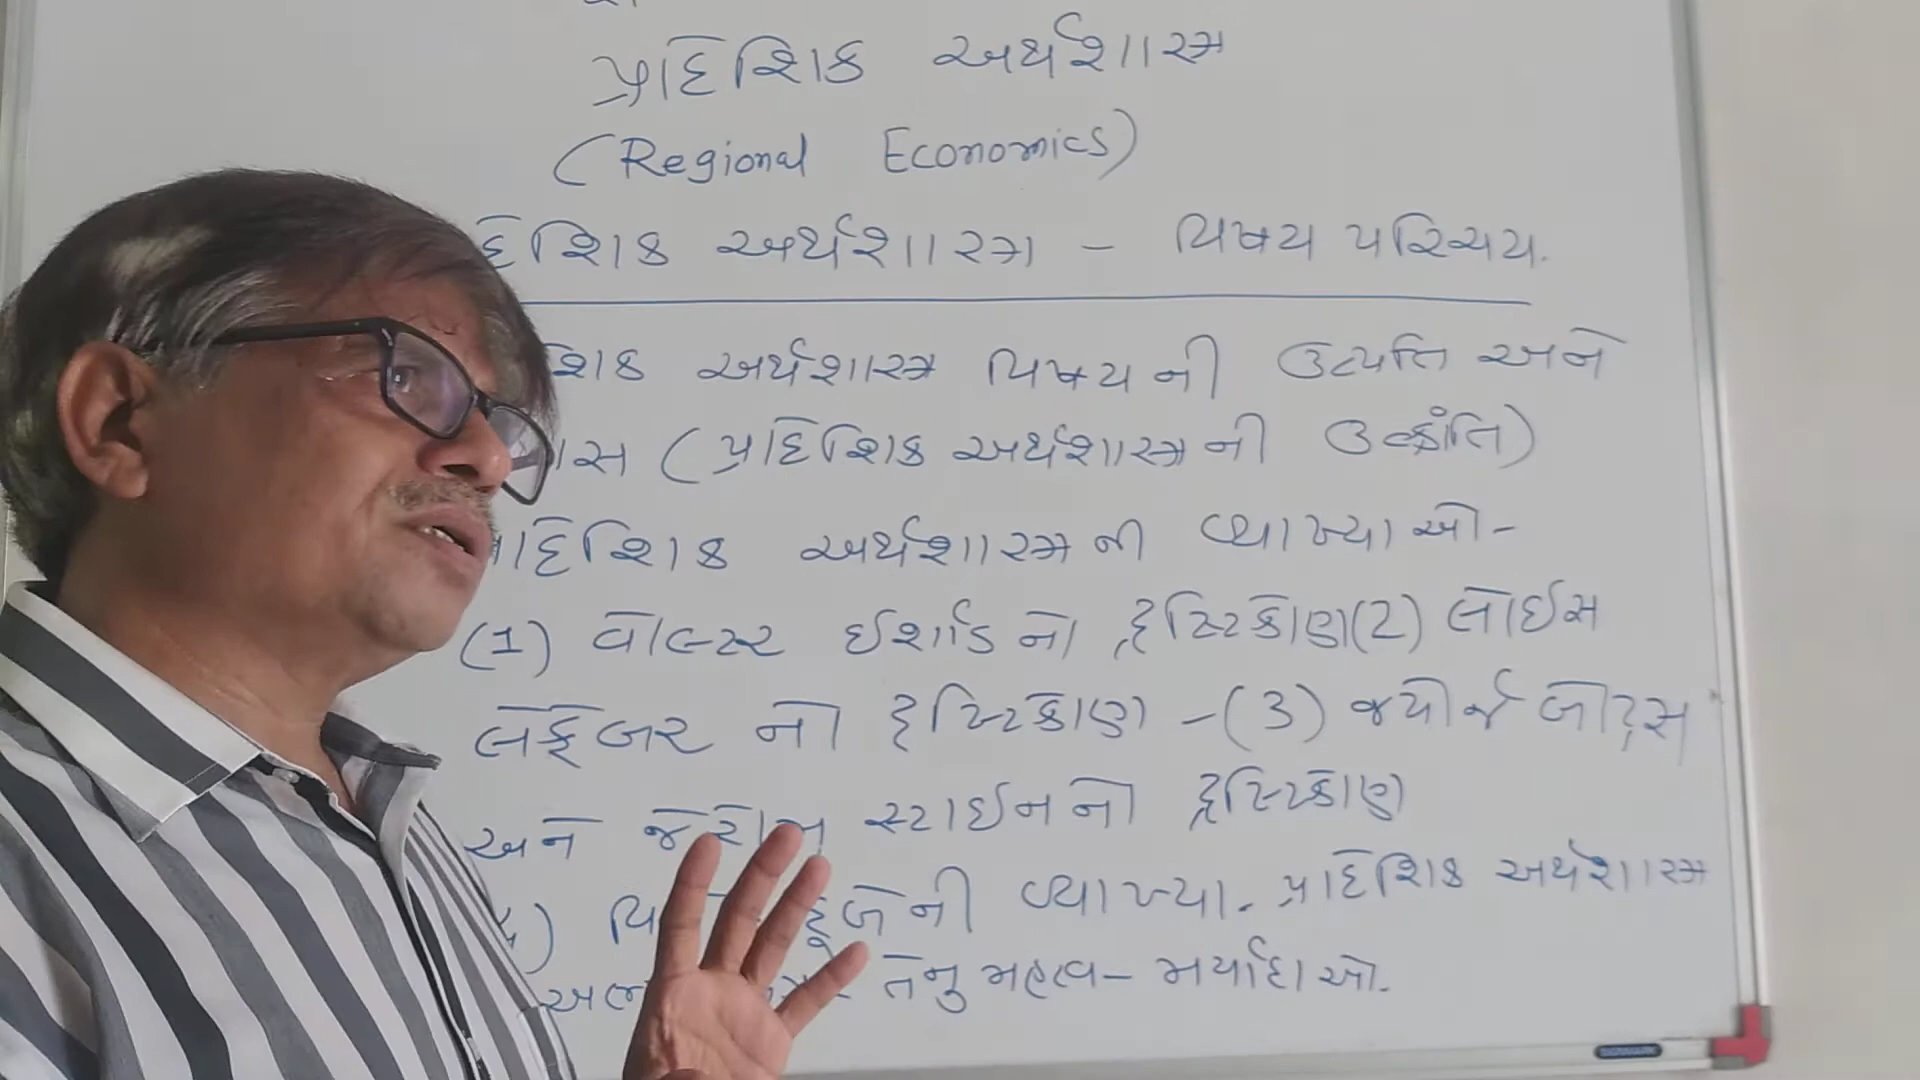 પ્રાદેશિક અર્થશાસ્ત્ર
(Regional Economics)
દેશિક અર્થશાસ્ત્ર - વિષય પરિચય.
શિક અર્થશાસ્ત્ર વિષયની ઉત્પત્તિ અને
ાસ (પ્રાદેશિક અર્થશાસ્ત્રની ઉત્ક્રાંતિ)
ાદેશિક અર્થશાસ્ત્રની વ્યાખ્યાઓ-
(1) વોલ્ટર ઈશાર્ડનો દ્રષ્ટિકોણ (2) લોઈસ
લેફેબર નો દ્રષ્ટિકોણ - (3) જ્યોર્જ બોર્ટ્સ
અને જેરોમ સ્ટાઈનનો દ્રષ્ટિકોણ
ની વ્યાખ્યા. પ્રાદેશિક અર્થશાસ્ત્ર
તેનુ મહત્વ- મર્યાદાઓ.